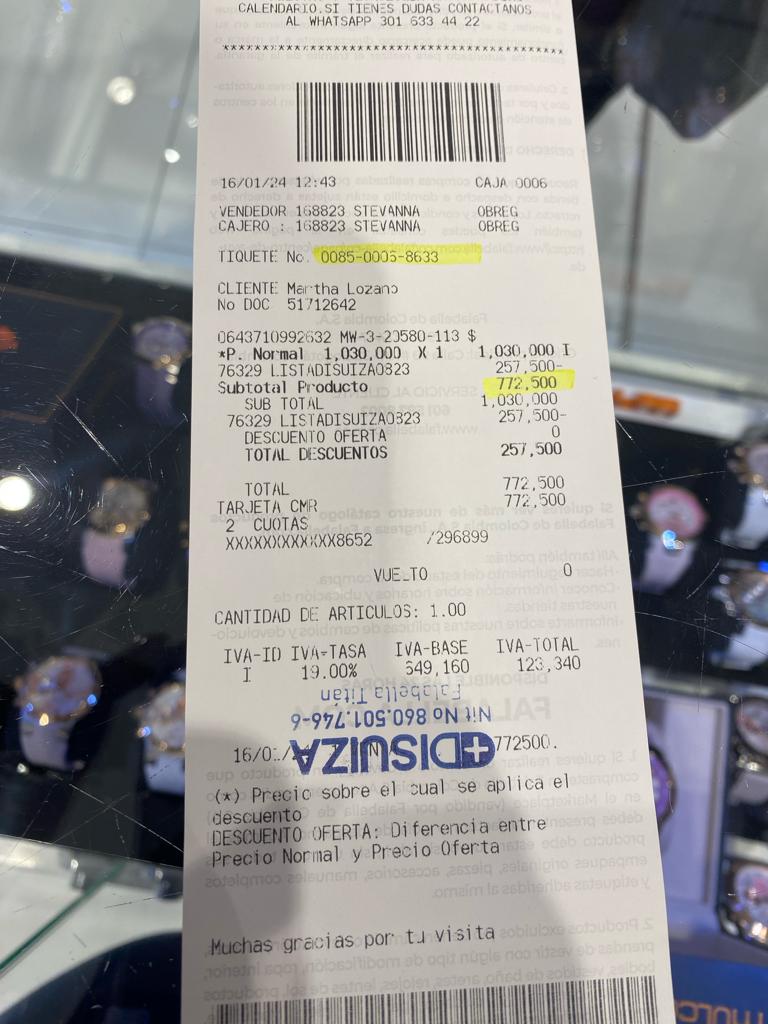 CALENDARIO.SI TIENES DUDAS CONTACTANOS
AL WHATSAPP 301 633 44 22
****************************************************
16/01/24 12:43 CAJA 0006
VENDEDOR 168823 STEVANNA OBREG
CAJERO : 168823 STEVANNA OBREG
TIQUETE No. 0085-0006-8633
CLIENTE Martha Lozano
No DOC 51712642
0643710992632 MW-3-20580-113 $
*P. Normal 1,030,000 X 1 1,030,000 I
76329 LISTADISUIZA0823 257,500-
Subtotal Producto 772,500
SUB TOTAL 1,030,000
76329 LISTADISUIZA0823 257,500-
DESCUENTO OFERTA 0
TOTAL DESCUENTOS 257,500
TOTAL 772,500
TARJETA CMR 772,500
2 CUOTAS
XXXXXXXXXXXX8652 /296899
VUELTO 0
CANTIDAD DE ARTICULOS: 1.00
IVA-ID IVA-TASA IVA-BASE IVA-TOTAL
I 19.00% 649,160 123,340
Falabella Titan
Nit No 860.501.746-6
DISUIZA
772500.
(*) Precio sobre el cual se aplica el
descuento
DESCUENTO OFERTA: Diferencia entre
Precio Normal y Precio Oferta
Muchas gracias por tu visita